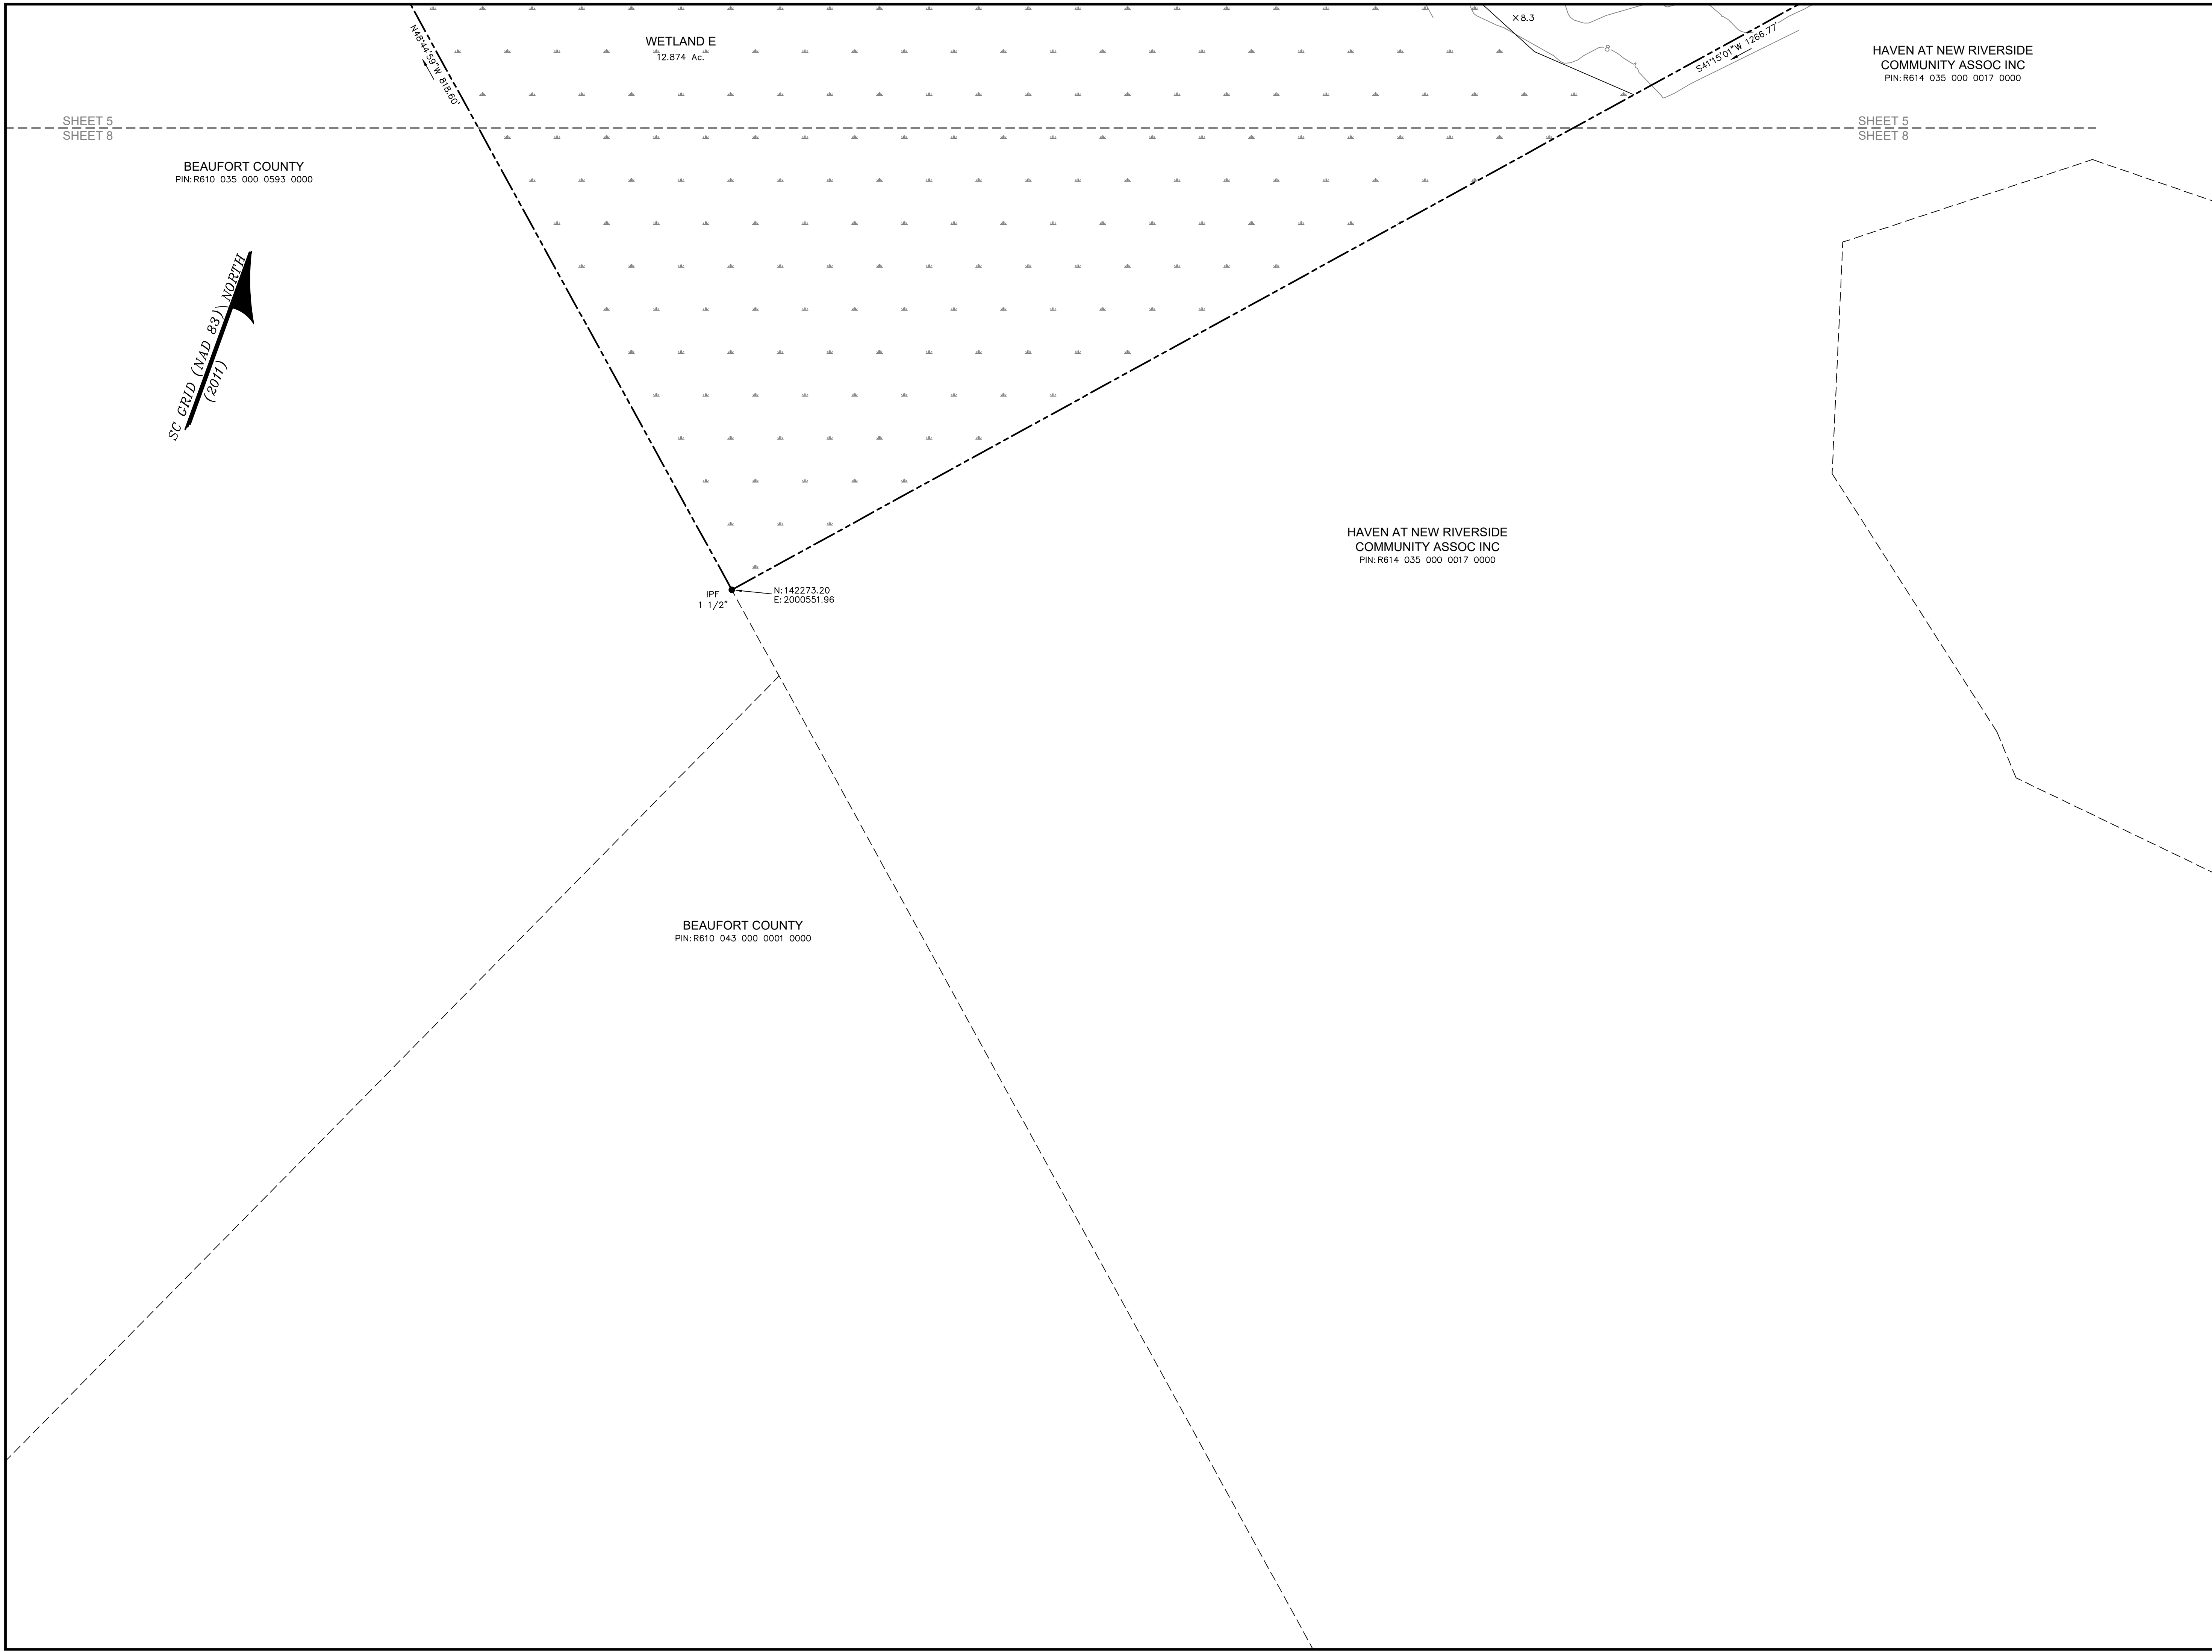 ×8.3
WETLAND E
12.874 Ac.
8
N48°44'59"W 818.60'
S41°15'01"W 1266.77'
HAVEN AT NEW RIVERSIDE
COMMUNITY ASSOC INC
PIN: R614 035 000 0017 0000
SHEET 5
SHEET 8
SHEET 5
SHEET 8
BEAUFORT COUNTY
PIN: R610 035 000 0593 0000
SC GRID (NAD 83) NORTH
(2011)
HAVEN AT NEW RIVERSIDE
COMMUNITY ASSOC INC
PIN: R614 035 000 0017 0000
IPF
1 1/2"
N: 142273.20
E: 2000551.96
BEAUFORT COUNTY
PIN: R610 043 000 0001 0000